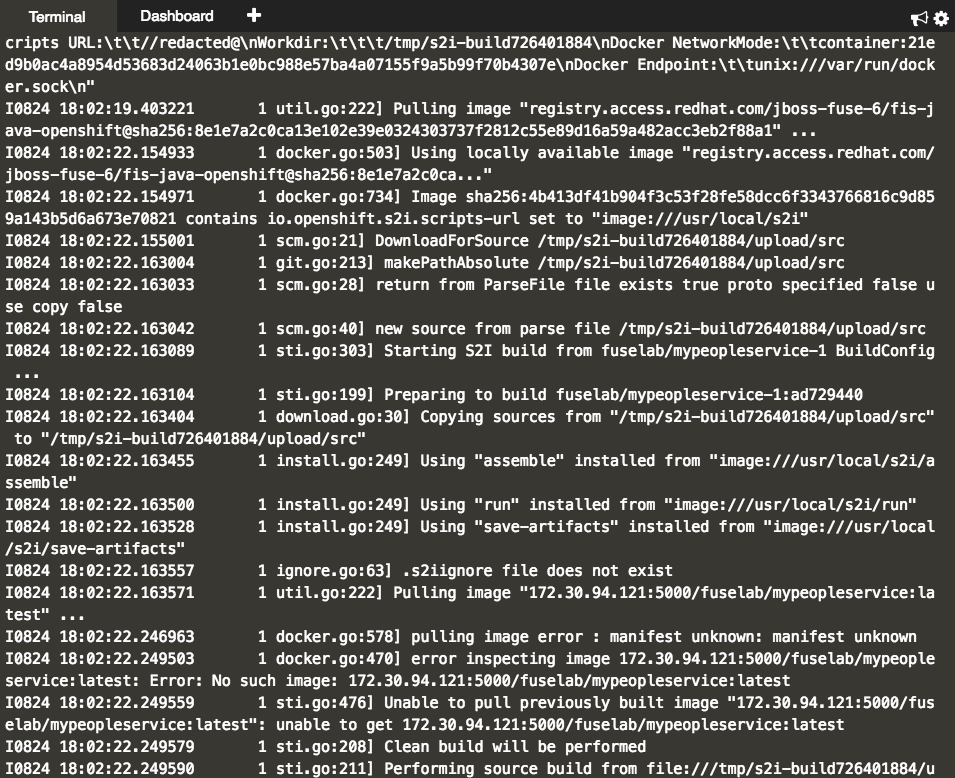 Terminal Dashboard +
cripts URL:\t\t//redacted@\nWorkdir:\t\t\t/tmp/s2i-build726401884\nDocker NetworkMode:\t\tcontainer:21e
d9b0ac4a8954d53683d24063b1e0bc988e57ba4a07155f9a5b99f70b4307e\nDocker Endpoint:\t\tunix:///var/run/dock
er.sock\n"
I0824 18:02:19.403221       1 util.go:222] Pulling image "registry.access.redhat.com/jboss-fuse-6/fis-j
ava-openshift@sha256:8e1e7a2c0ca13e102e39e0324303737f2812c55e89d16a59a482acc3eb2f88a1" ...
I0824 18:02:22.154933       1 docker.go:503] Using locally available image "registry.access.redhat.com/
jboss-fuse-6/fis-java-openshift@sha256:8e1e7a2c0ca..."
I0824 18:02:22.154971       1 docker.go:734] Image sha256:4b413df41b904f3c53f28fe58dcc6f3343766816c9d85
9a143b5d6a673e70821 contains io.openshift.s2i.scripts-url set to "image:///usr/local/s2i"
I0824 18:02:22.155001       1 scm.go:21] DownloadForSource /tmp/s2i-build726401884/upload/src
I0824 18:02:22.163004       1 git.go:213] makePathAbsolute /tmp/s2i-build726401884/upload/src
I0824 18:02:22.163033       1 scm.go:28] return from ParseFile file exists true proto specified false u
se copy false
I0824 18:02:22.163042       1 scm.go:40] new source from parse file /tmp/s2i-build726401884/upload/src
I0824 18:02:22.163089       1 sti.go:303] Starting S2I build from fuselab/mypeopleservice-1 BuildConfig
 ...
I0824 18:02:22.163104       1 sti.go:199] Preparing to build fuselab/mypeopleservice-1:ad729440
I0824 18:02:22.163404       1 download.go:30] Copying sources from "/tmp/s2i-build726401884/upload/src"
 to "/tmp/s2i-build726401884/upload/src"
I0824 18:02:22.163455       1 install.go:249] Using "assemble" installed from "image:///usr/local/s2i/a
ssemble"
I0824 18:02:22.163500       1 install.go:249] Using "run" installed from "image:///usr/local/s2i/run"
I0824 18:02:22.163528       1 install.go:249] Using "save-artifacts" installed from "image:///usr/local
/s2i/save-artifacts"
I0824 18:02:22.163557       1 ignore.go:63] .s2iignore file does not exist
I0824 18:02:22.163571       1 util.go:222] Pulling image "172.30.94.121:5000/fuselab/mypeopleservice:la
test" ...
I0824 18:02:22.246963       1 docker.go:578] pulling image error : manifest unknown: manifest unknown
I0824 18:02:22.249503       1 docker.go:470] error inspecting image 172.30.94.121:5000/fuselab/mypeople
service:latest: Error: No such image: 172.30.94.121:5000/fuselab/mypeopleservice:latest
I0824 18:02:22.249559       1 sti.go:476] Unable to pull previously built image "172.30.94.121:5000/fus
elab/mypeopleservice:latest": unable to get 172.30.94.121:5000/fuselab/mypeopleservice:latest
I0824 18:02:22.249579       1 sti.go:208] Clean build will be performed
I0824 18:02:22.249590       1 sti.go:211] Performing source build from file:///tmp/s2i-build726401884/u